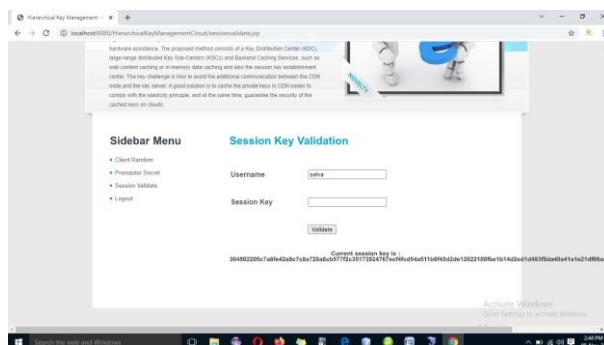 Hierarchical Key Management
localhost:8080/HierarchicalKeyManagementCloud/sessionvalidate.jsp
hardware assistance. The proposed method consists of a Key Distribution Center (KDC),
large-range distributed Key Sub-Centers (KDCs) and Backend Caching Services, such as
web content caching or in-memory data caching and also the session key establishment
center. The key challenge is how to avoid the additional communication between the CDN
node and the key server. A good solution is to cache the private keys in CDN nodes to
comply with the elasticity principle, and at the same time, guarantee the security of the
cached keys on clouds.
NOVELTY
Sidebar Menu
Client Random
Premaster Secret
Session Validate
Logout
Session Key Validation
Username
selva
Session Key
Validate
Current session key is :
Activate Windows
Go to Settings to activate Windows.
Search the web and Windows
2:44 PM